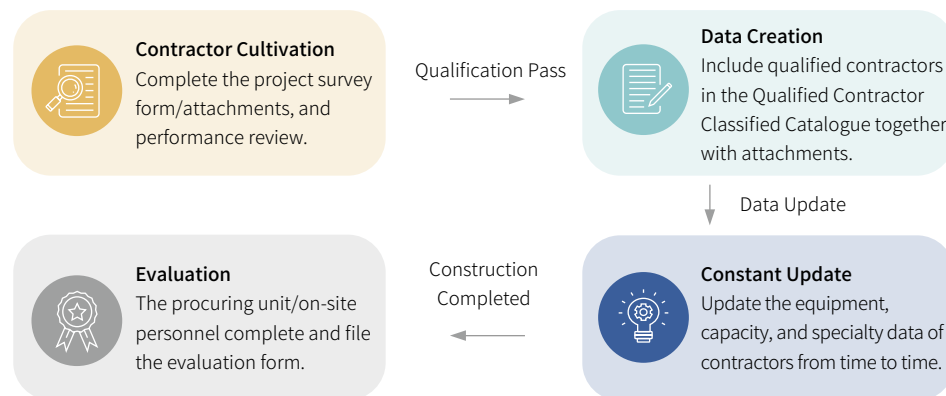 Contractor Cultivation
Complete the project survey
form/attachments, and
performance review.
Qualification Pass
Data Creation
Include qualified contractors
in the Qualified Contractor
Classified Catalogue together
with attachments.
Data Update
Constant Update
Update the equipment,
capacity, and specialty data of
contractors from time to time.
Construction
Completed
Evaluation
The procuring unit/on-site
personnel complete and file
the evaluation form.